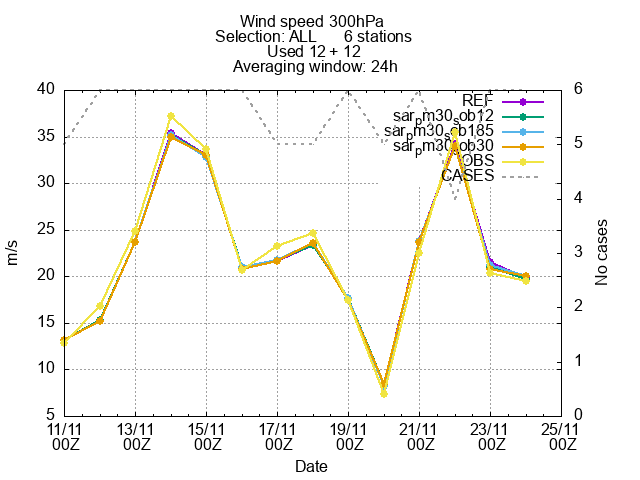 Wind speed 300hPa
Selection: ALL 6 stations
Used 12 + 12
Averaging window: 24h
40 6
REF
sar_pm30_sob12
35 sar_pm30_sob185 5
sar_pm30_sob30
OBS
30 CASES
4
25
m/s 3 No cases
20
2
15
10 1
5 0
11/11 13/11 15/11 17/11 19/11 21/11 23/11 25/11
00Z 00Z 00Z 00Z 00Z 00Z 00Z 00Z
Date